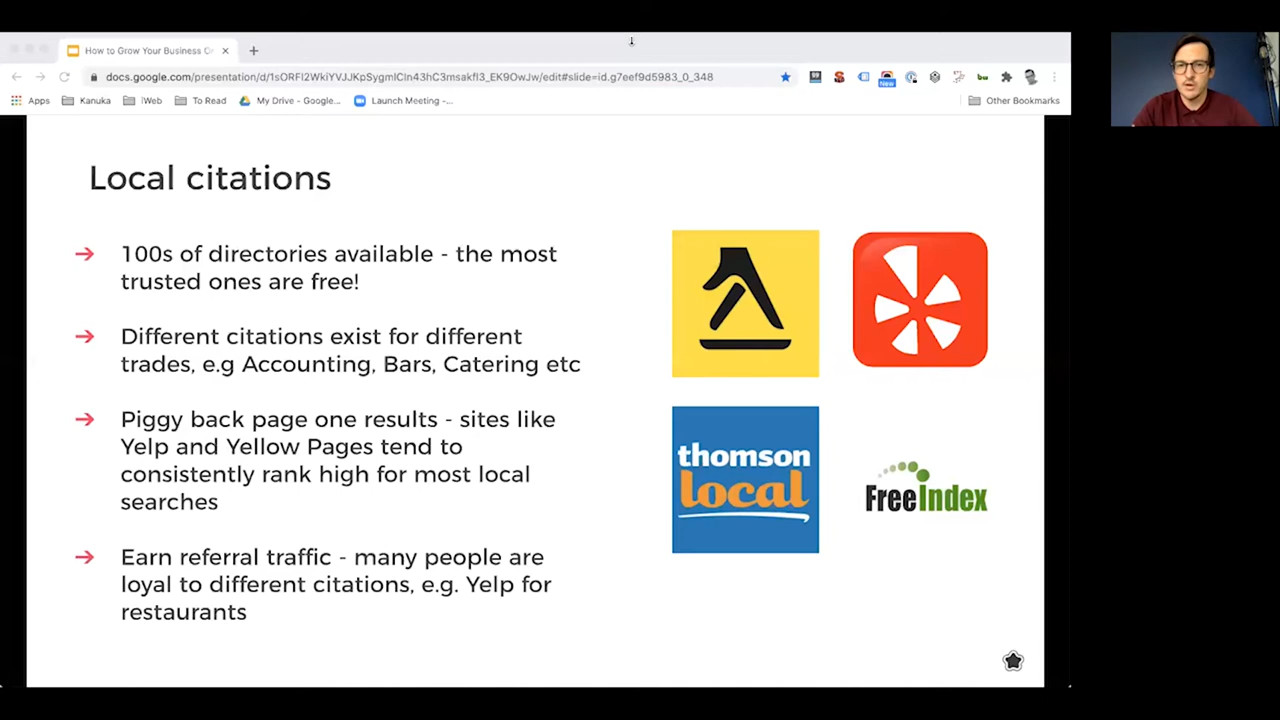 How to Grow Your Business Or
docs.google.com/presentation/d/1sORFI2WkiYVJJKpSygmICIn43hC3msakfI3_EK9OwJw/edit#slide=id.g7eef9d5983_0_348
New
Apps
Kanuka
iWeb
To Read
My Drive - Google...
Launch Meeting -...
Other Bookmarks
Local citations
➔ 100s of directories available - the most
trusted ones are free!
➔ Different citations exist for different
trades, e.g Accounting, Bars, Catering etc
➔ Piggy back page one results - sites like
Yelp and Yellow Pages tend to
consistently rank high for most local
searches
➔ Earn referral traffic - many people are
loyal to different citations, e.g. Yelp for
restaurants
thomson
local
FreeIndex